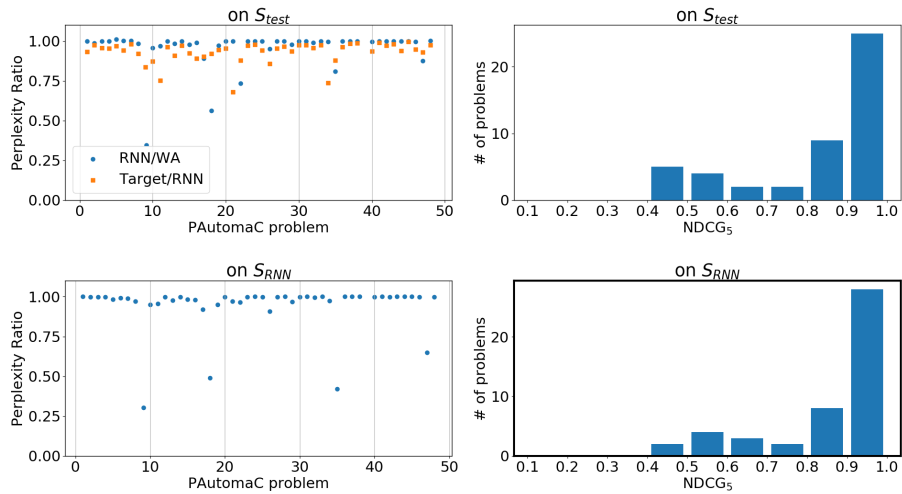 on S_test
Perplexity Ratio
1.00
0.75
0.50
0.25
0.00
RNN/WA
Target/RNN
0 10 20 30 40 50
PAutomaC problem
on S_test
# of problems
20
10
0
0.1 0.2 0.3 0.4 0.5 0.6 0.7 0.8 0.9 1.0
NDCG₅
on S_RNN
Perplexity Ratio
1.00
0.75
0.50
0.25
0.00
0 10 20 30 40 50
PAutomaC problem
on S_RNN
# of problems
20
10
0
0.1 0.2 0.3 0.4 0.5 0.6 0.7 0.8 0.9 1.0
NDCG₅